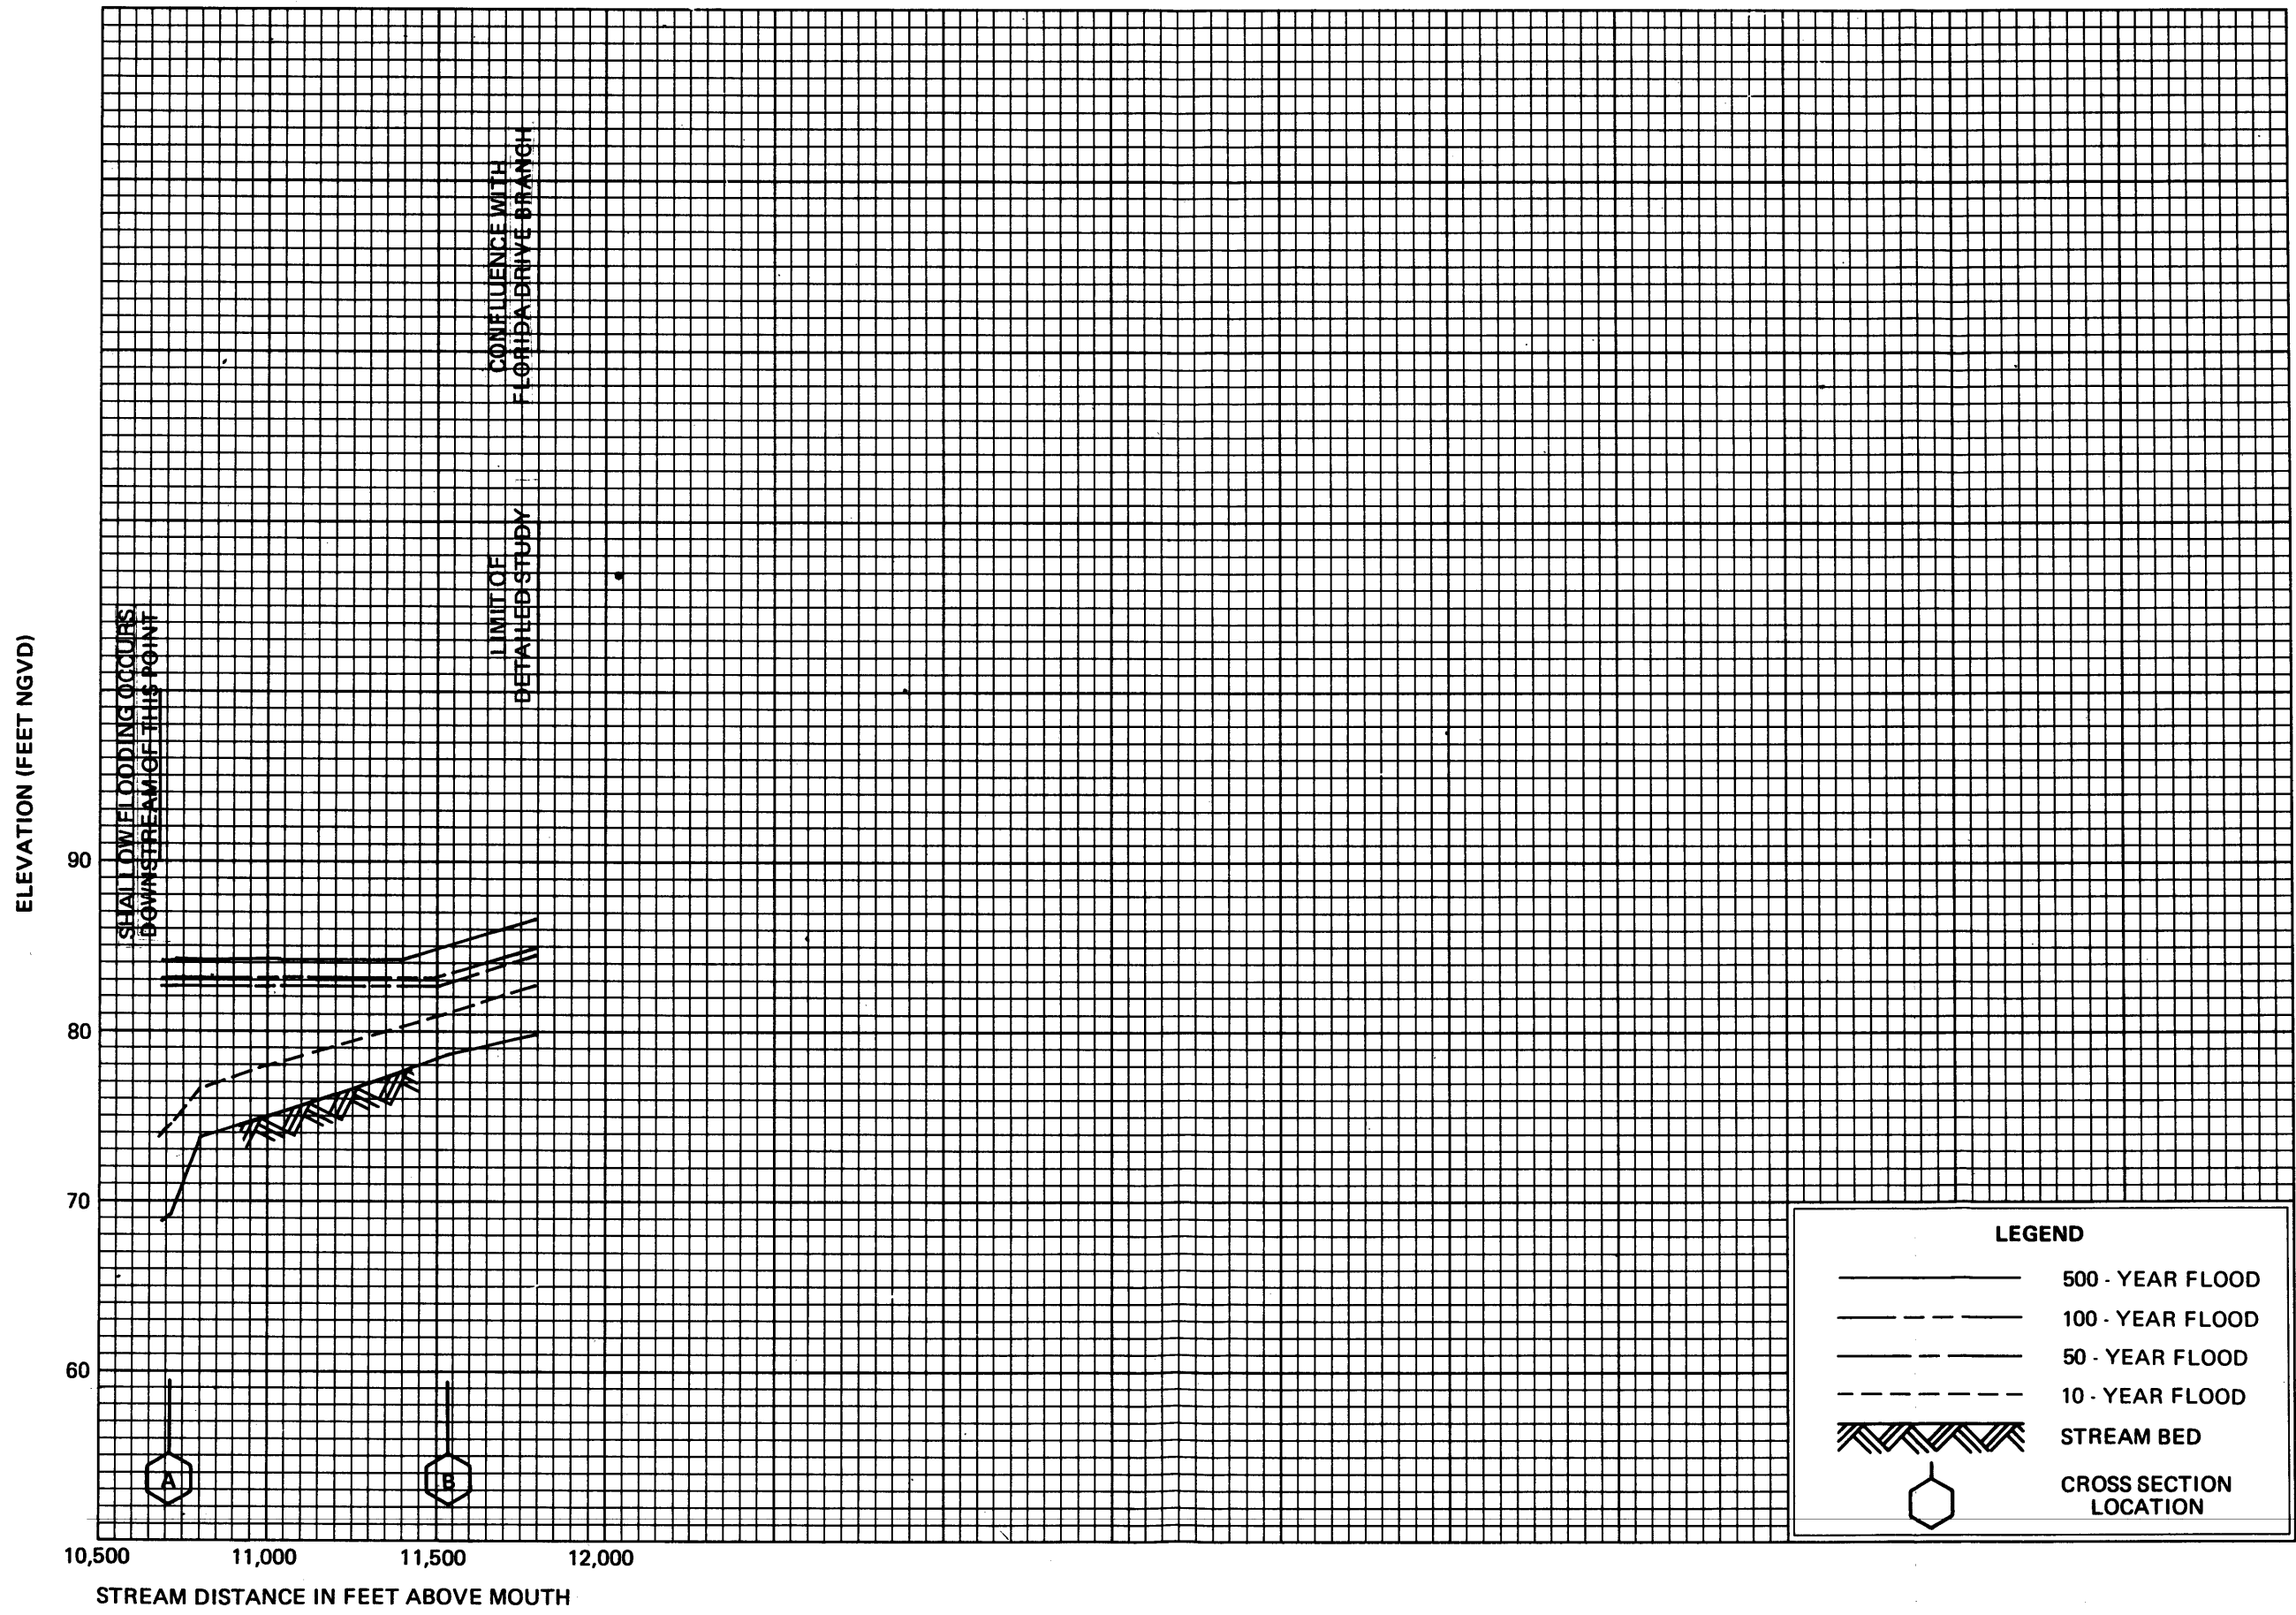 CONFLUENCE WITH
FLORIDA DRIVE BRANCH
LIMIT OF
DETAILED STUDY
SHALLOW FLOODING OCCURS
DOWNSTREAM OF THIS POINT
ELEVATION (FEET NGVD)
90
80
70
60
A
B
10,500
11,000
11,500
12,000
STREAM DISTANCE IN FEET ABOVE MOUTH
LEGEND
500 - YEAR FLOOD
100 - YEAR FLOOD
50 - YEAR FLOOD
10 - YEAR FLOOD
STREAM BED
CROSS SECTION
LOCATION